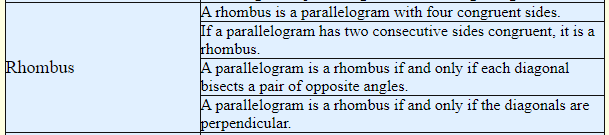 A rhombus is a parallelogram with four congruent sides.
If a parallelogram has two consecutive sides congruent, it is a
rhombus.
Rhombus
A parallelogram is a rhombus if and only if each diagonal
bisects a pair of opposite angles.
A parallelogram is a rhombus if and only if the diagonals are
perpendicular.